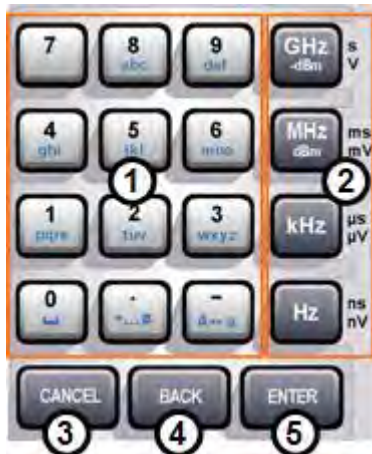 7 8 9 GHz s
abc def -dBm V
4 5 6 MHz ms
ghi jkl mno dBm mV
1 2
1 2 3 kHz µs
pqrs tuv wxyz µV
0 . - Hz ns
nV
CANCEL BACK ENTER
3 4 5